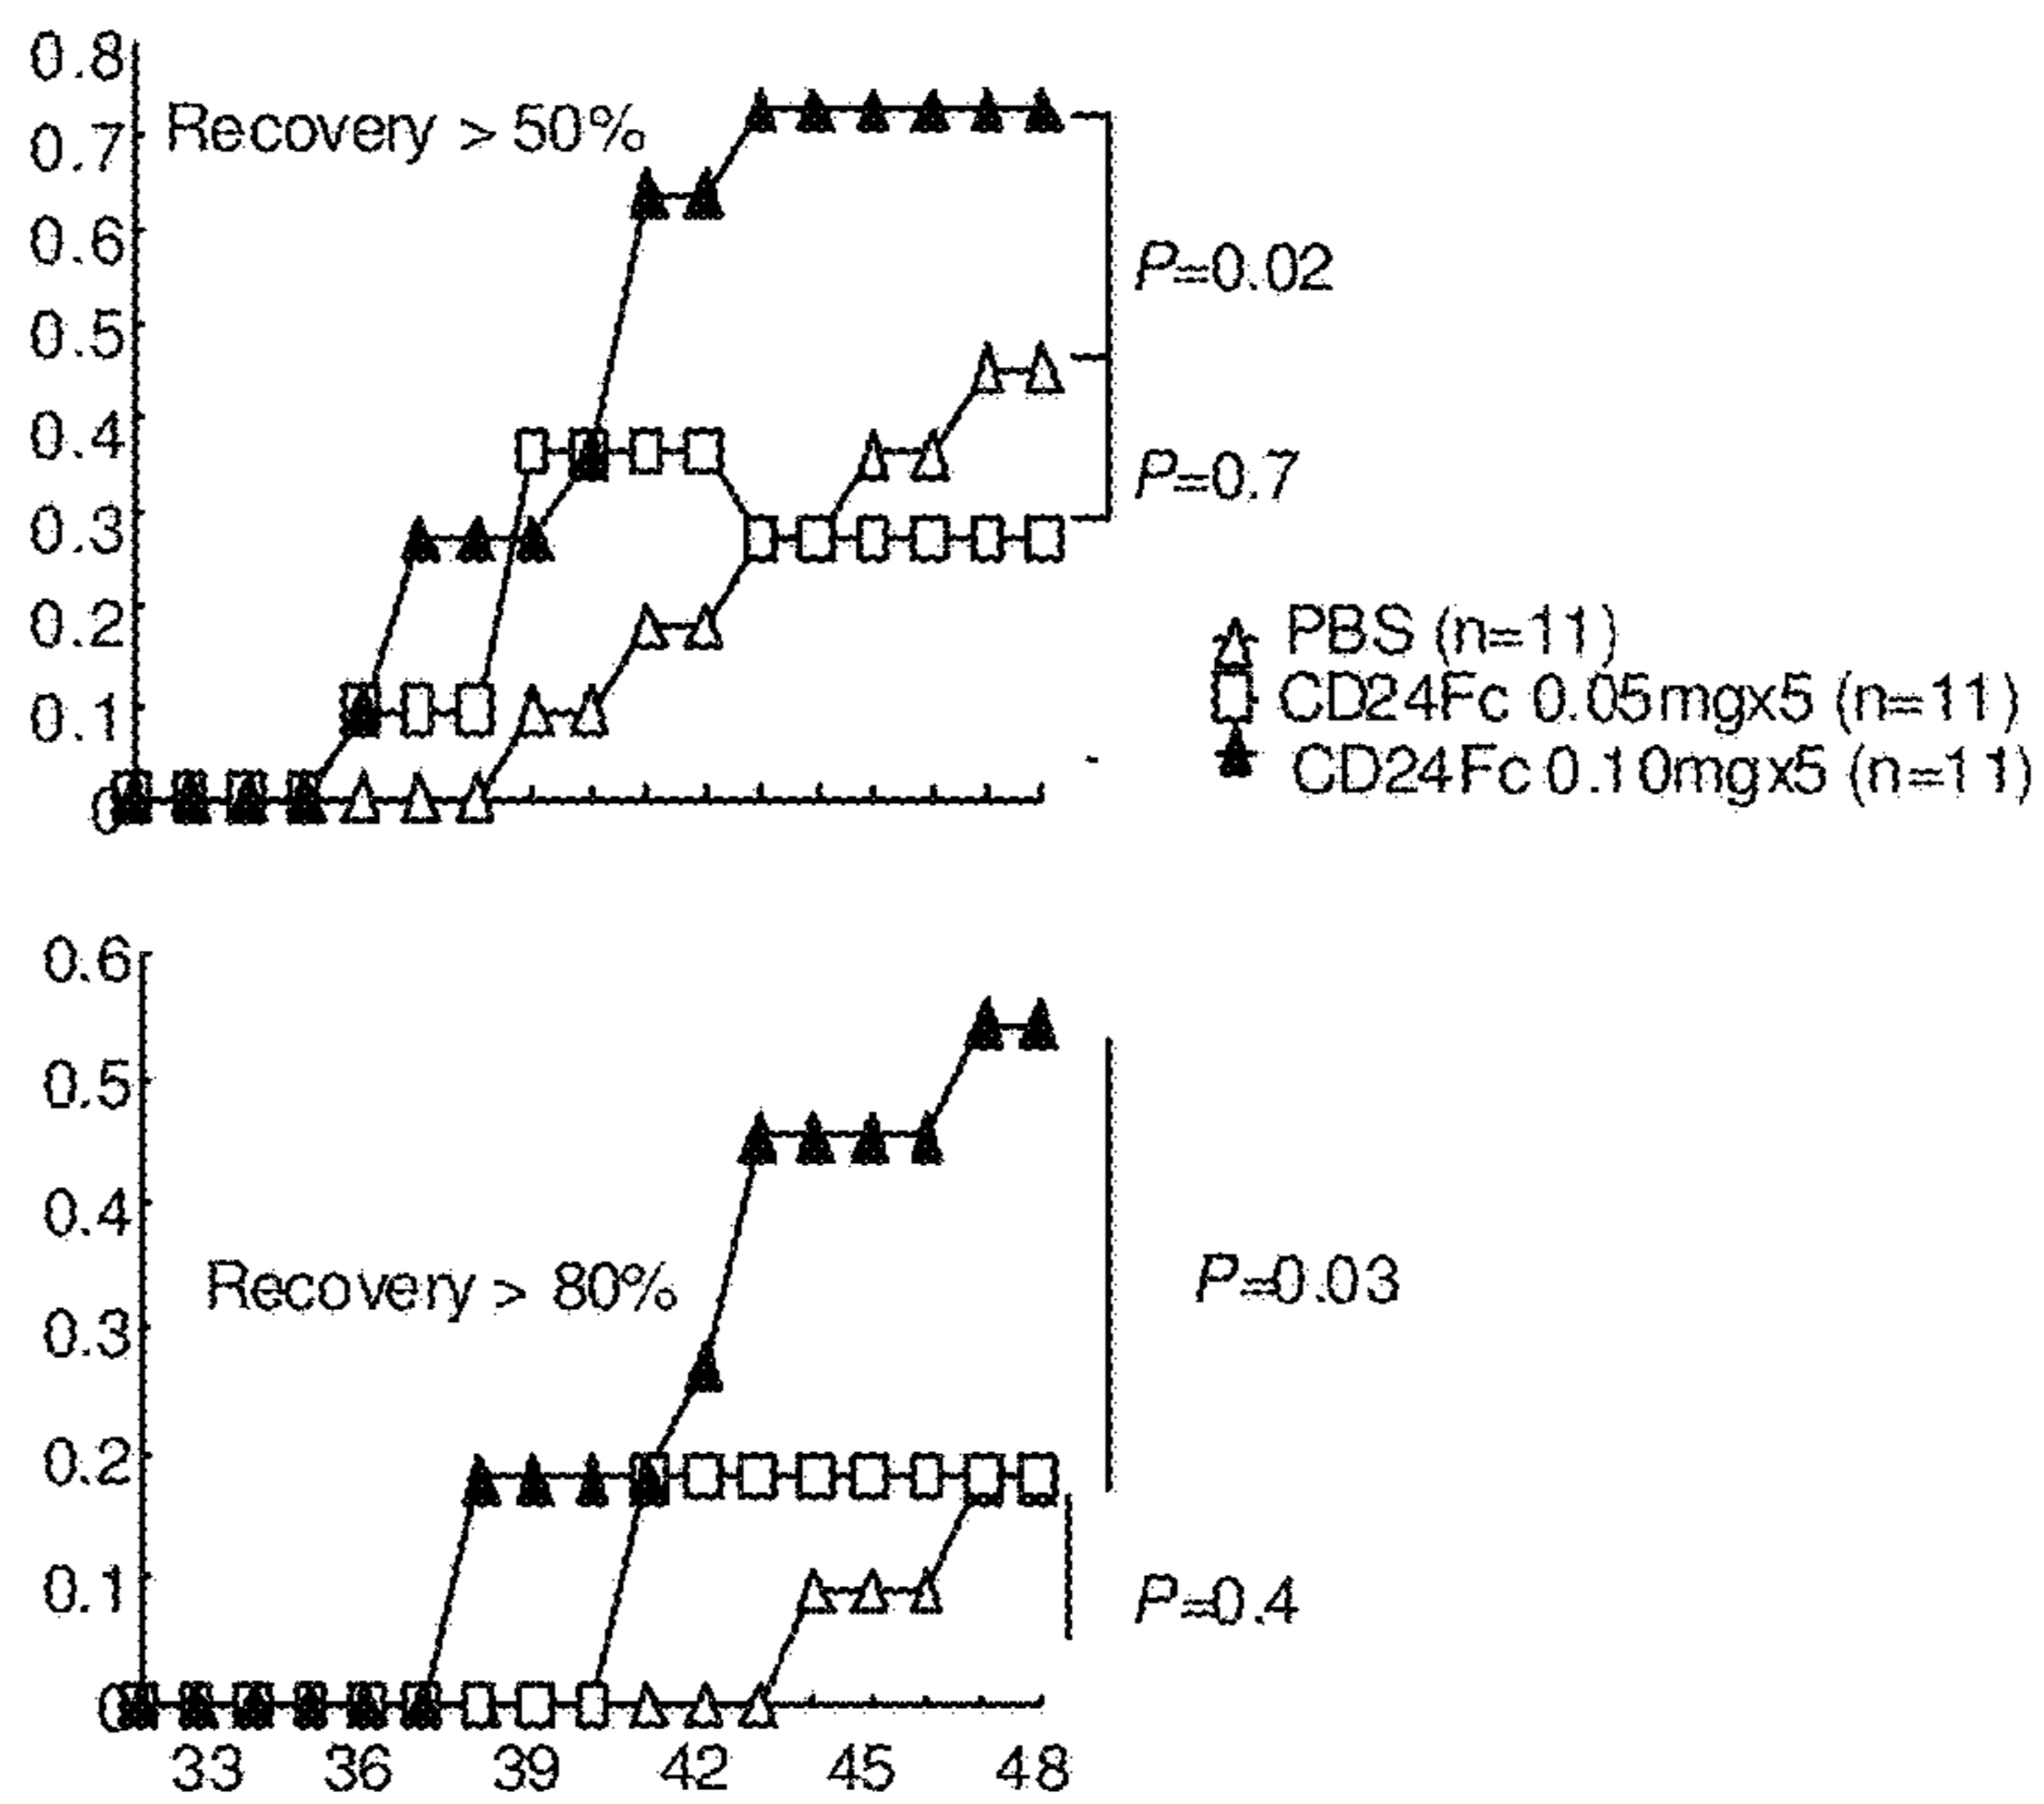 0.8
Recovery > 50%
0.7
0.6
P=0.02
0.5
0.4
P=0.7
0.3
0.2
PBS (n=11)
CD24Fc 0.05mgx5 (n=11)
0.1
CD24Fc 0.10mgx5 (n=11)
0
0.6
0.5
0.4
Recovery > 80%
P=0.03
0.3
0.2
0.1
P=0.4
0
33 36 39 42 45 48